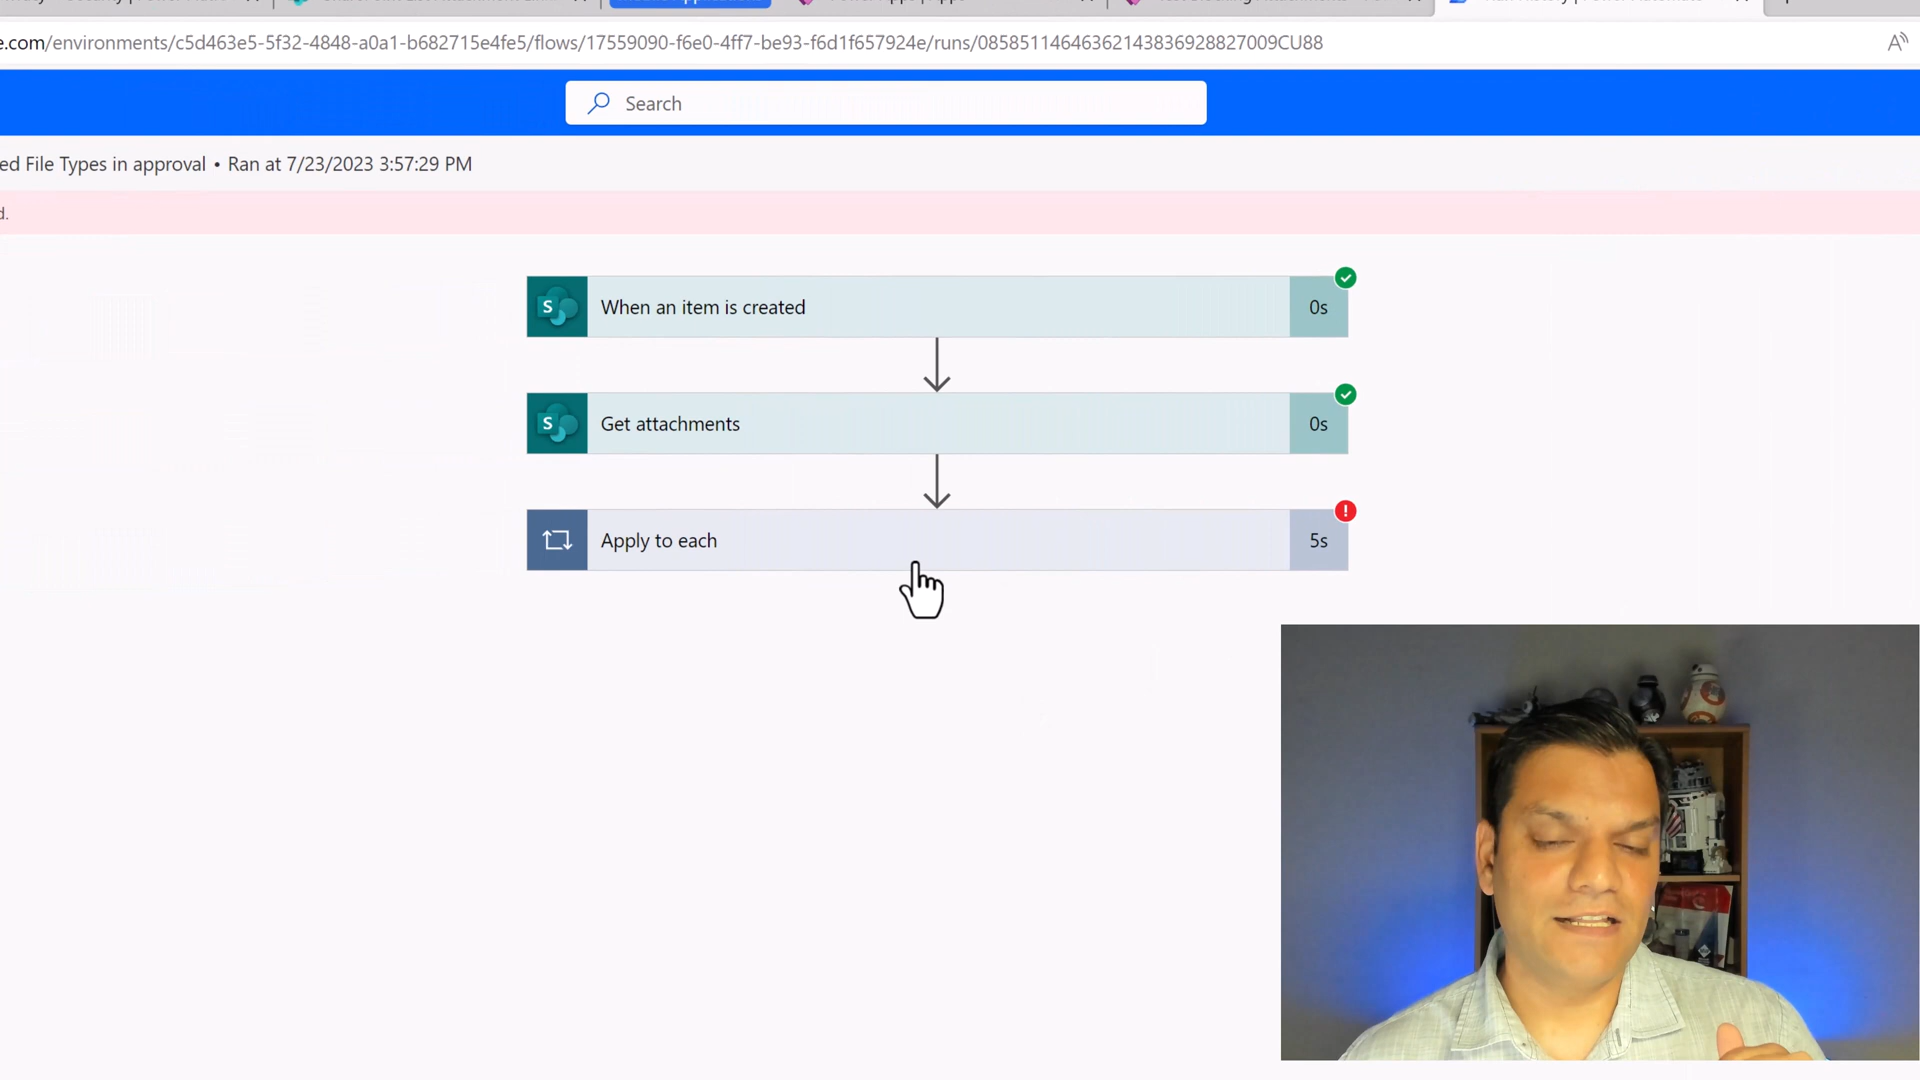 e.com/environments/c5d463e5-5f32-4848-a0a1-b682715e4fe5/flows/17559090-f6e0-4ff7-be93-f6d1f657924e/runs/08585114646362143836928827009CU88
Search
ed File Types in approval • Ran at 7/23/2023 3:57:29 PM
d.
When an item is created
0s
Get attachments
0s
Apply to each
5s